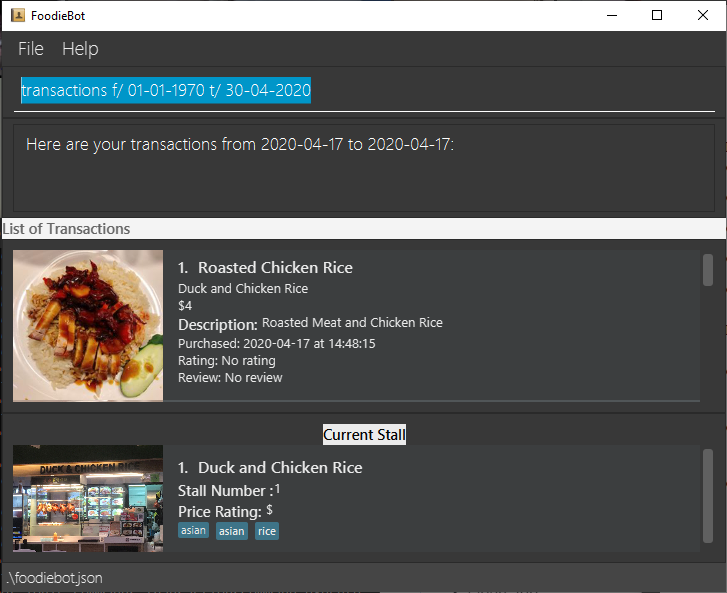 FoodieBot
File Help
transactions f/ 01-01-1970 t/ 30-04-2020
Here are your transactions from 2020-04-17 to 2020-04-17:
List of Transactions
1. Roasted Chicken Rice
Duck and Chicken Rice
$4
Description: Roasted Meat and Chicken Rice
Purchased: 2020-04-17 at 14:48:15
Rating: No rating
Review: No review
Current Stall
DUCK & CHICKEN RICE
1. Duck and Chicken Rice
Stall Number :1
Price Rating: $
asian asian rice
.\foodiebot.json